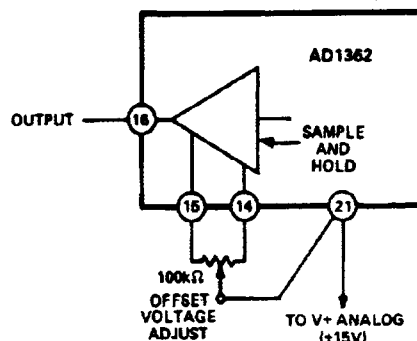 AD1362
OUTPUT
16
SAMPLE
AND
HOLD
15
14
21
100kΩ
OFFSET
VOLTAGE
ADJUST
TO V+ ANALOG
(+15V)